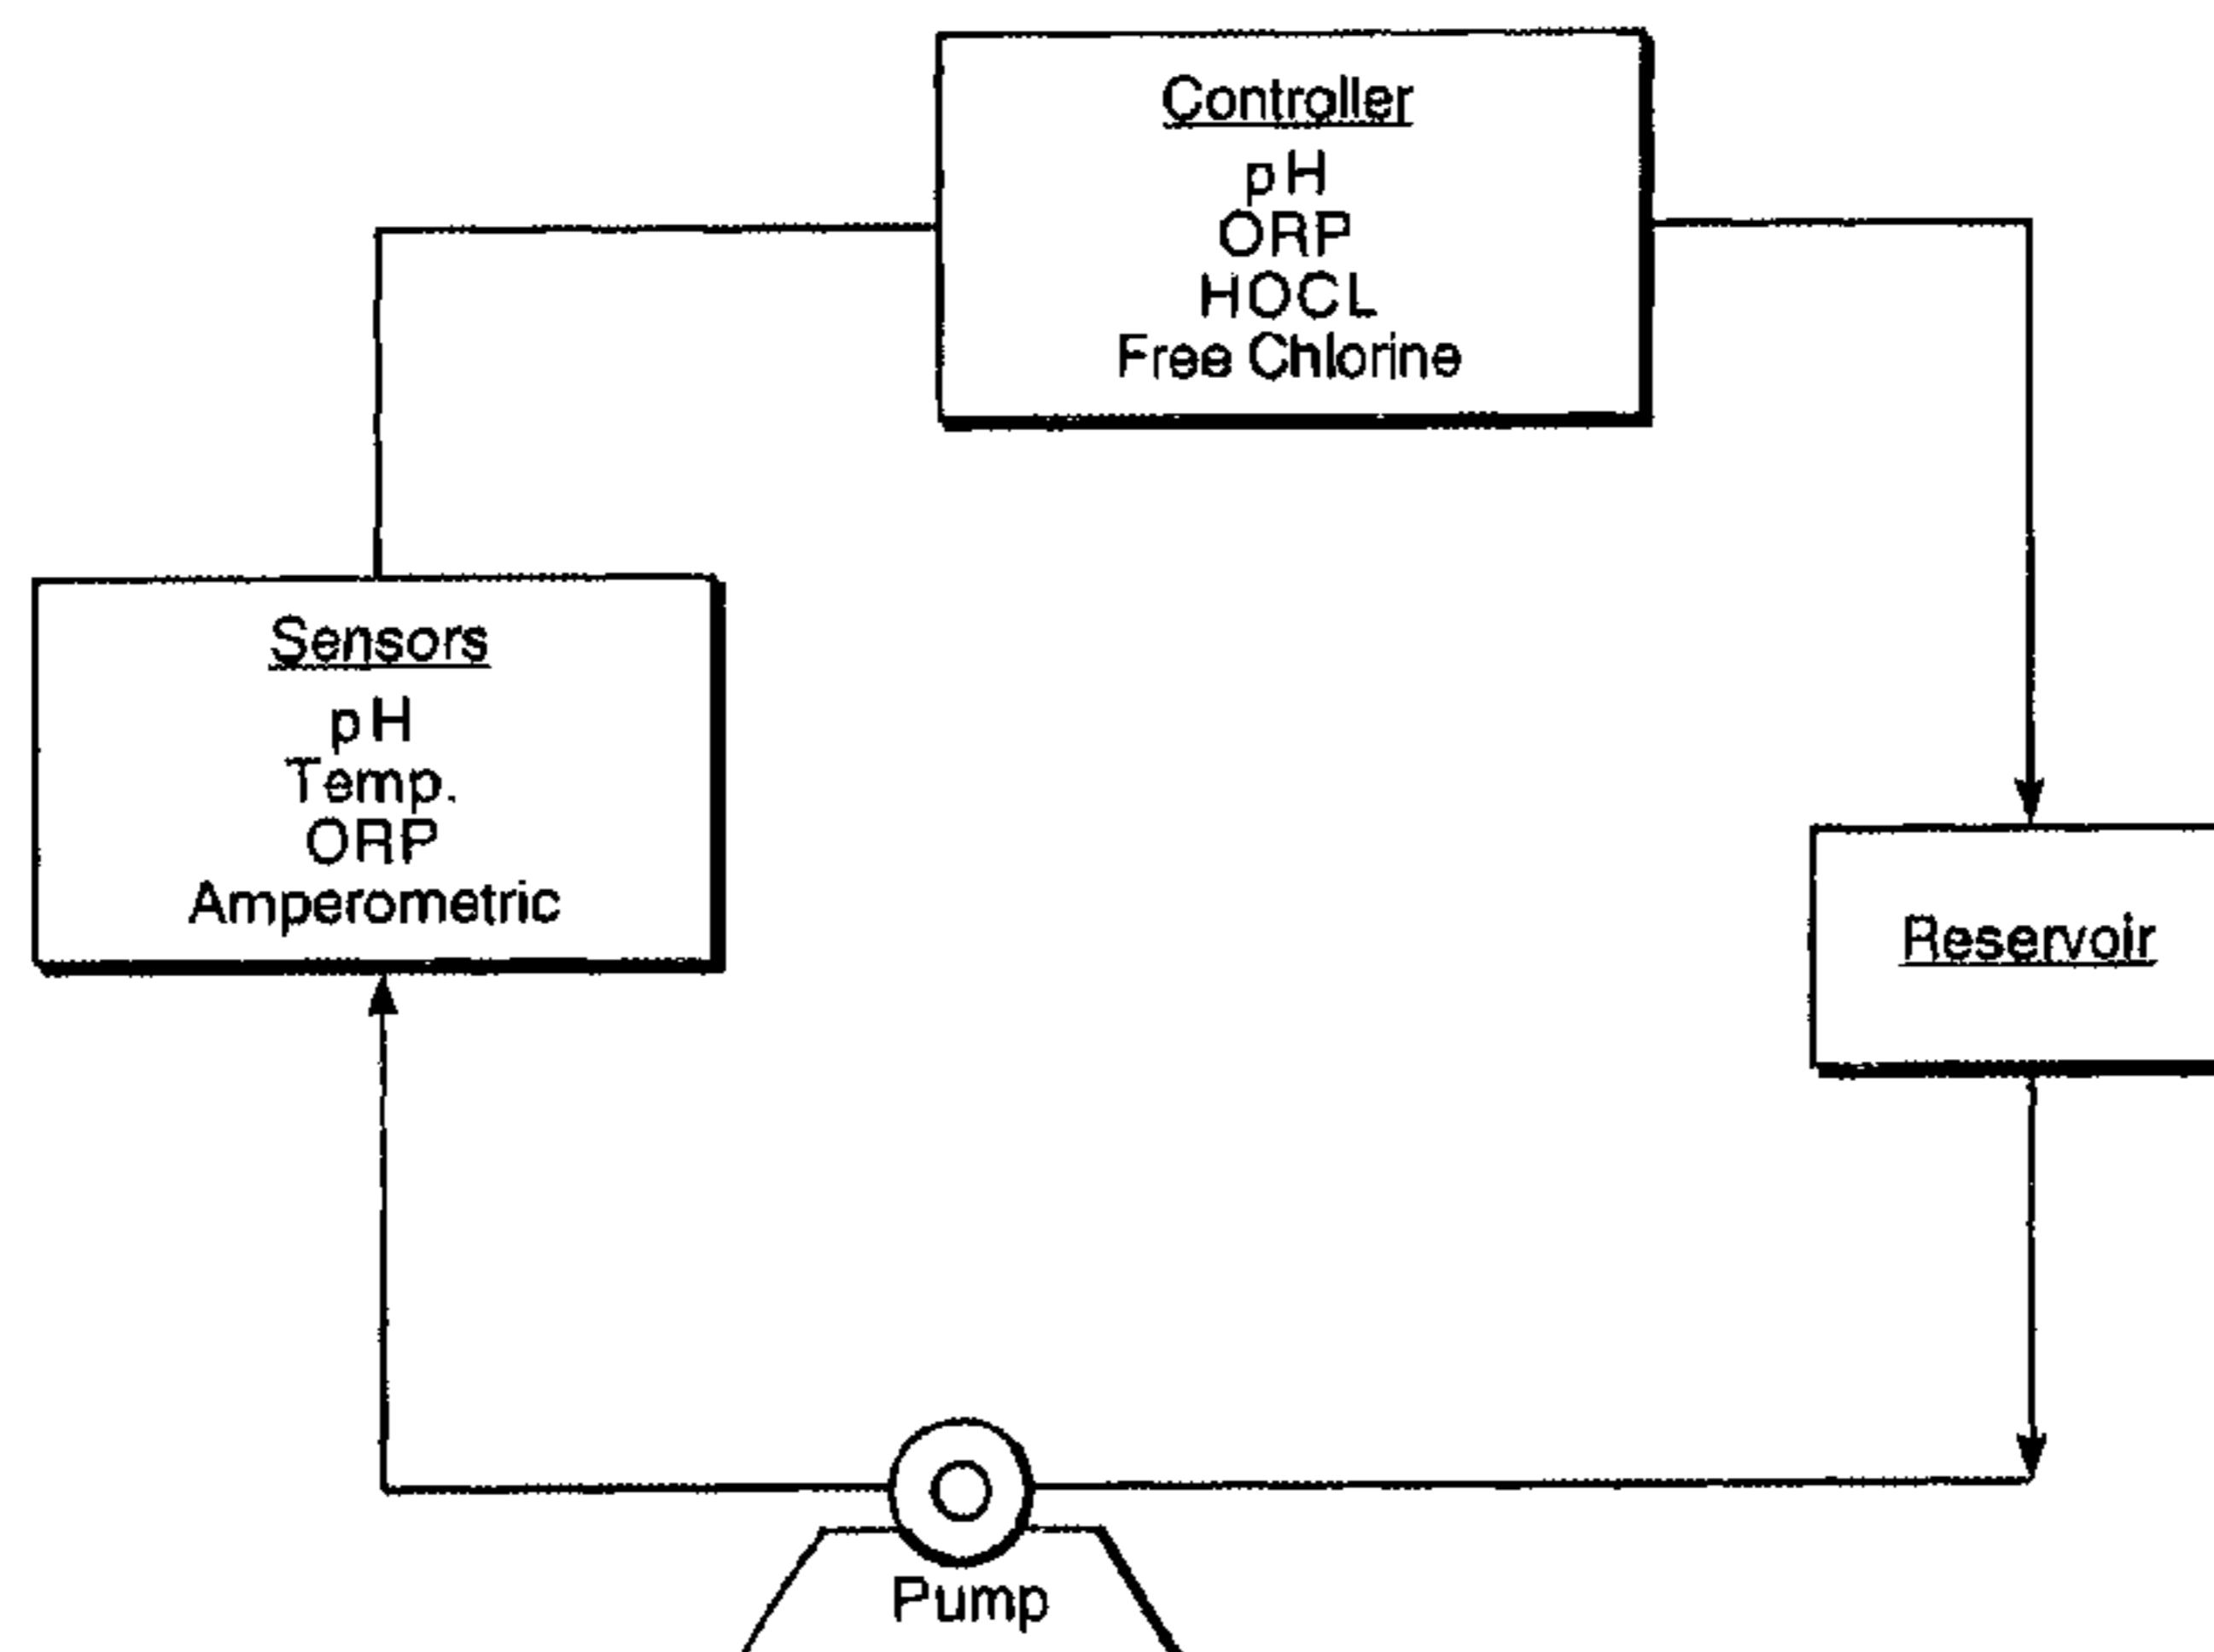 Controller
pH
ORP
HOCL
Free Chlorine
Sensors
pH
Temp.
ORP
Amperometric
Reservoir
Pump